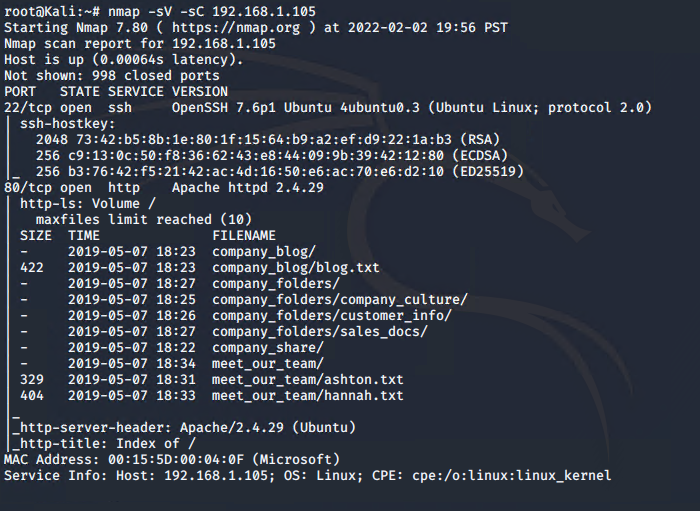 root@Kali:~# nmap -sV -sC 192.168.1.105
Starting Nmap 7.80 ( https://nmap.org ) at 2022-02-02 19:56 PST
Nmap scan report for 192.168.1.105
Host is up (0.00064s latency).
Not shown: 998 closed ports
PORT   STATE SERVICE VERSION
22/tcp open  ssh     OpenSSH 7.6p1 Ubuntu 4ubuntu0.3 (Ubuntu Linux; protocol 2.0)
| ssh-hostkey:
|   2048 73:42:b5:8b:1e:80:1f:15:64:b9:a2:ef:d9:22:1a:b3 (RSA)
|   256 c9:13:0c:50:f8:36:62:43:e8:44:09:9b:39:42:12:80 (ECDSA)
|_  256 b3:76:42:f5:21:42:ac:4d:16:50:e6:ac:70:e6:d2:10 (ED25519)
80/tcp open  http    Apache httpd 2.4.29
| http-ls: Volume /
|   maxfiles limit reached (10)
| SIZE  TIME              FILENAME
| -     2019-05-07 18:23  company_blog/
| 422   2019-05-07 18:23  company_blog/blog.txt
| -     2019-05-07 18:27  company_folders/
| -     2019-05-07 18:25  company_folders/company_culture/
| -     2019-05-07 18:26  company_folders/customer_info/
| -     2019-05-07 18:27  company_folders/sales_docs/
| -     2019-05-07 18:22  company_share/
| -     2019-05-07 18:34  meet_our_team/
| 329   2019-05-07 18:31  meet_our_team/ashton.txt
| 404   2019-05-07 18:33  meet_our_team/hannah.txt
|_
|_http-server-header: Apache/2.4.29 (Ubuntu)
|_http-title: Index of /
MAC Address: 00:15:5D:00:04:0F (Microsoft)
Service Info: Host: 192.168.1.105; OS: Linux; CPE: cpe:/o:linux:linux_kernel